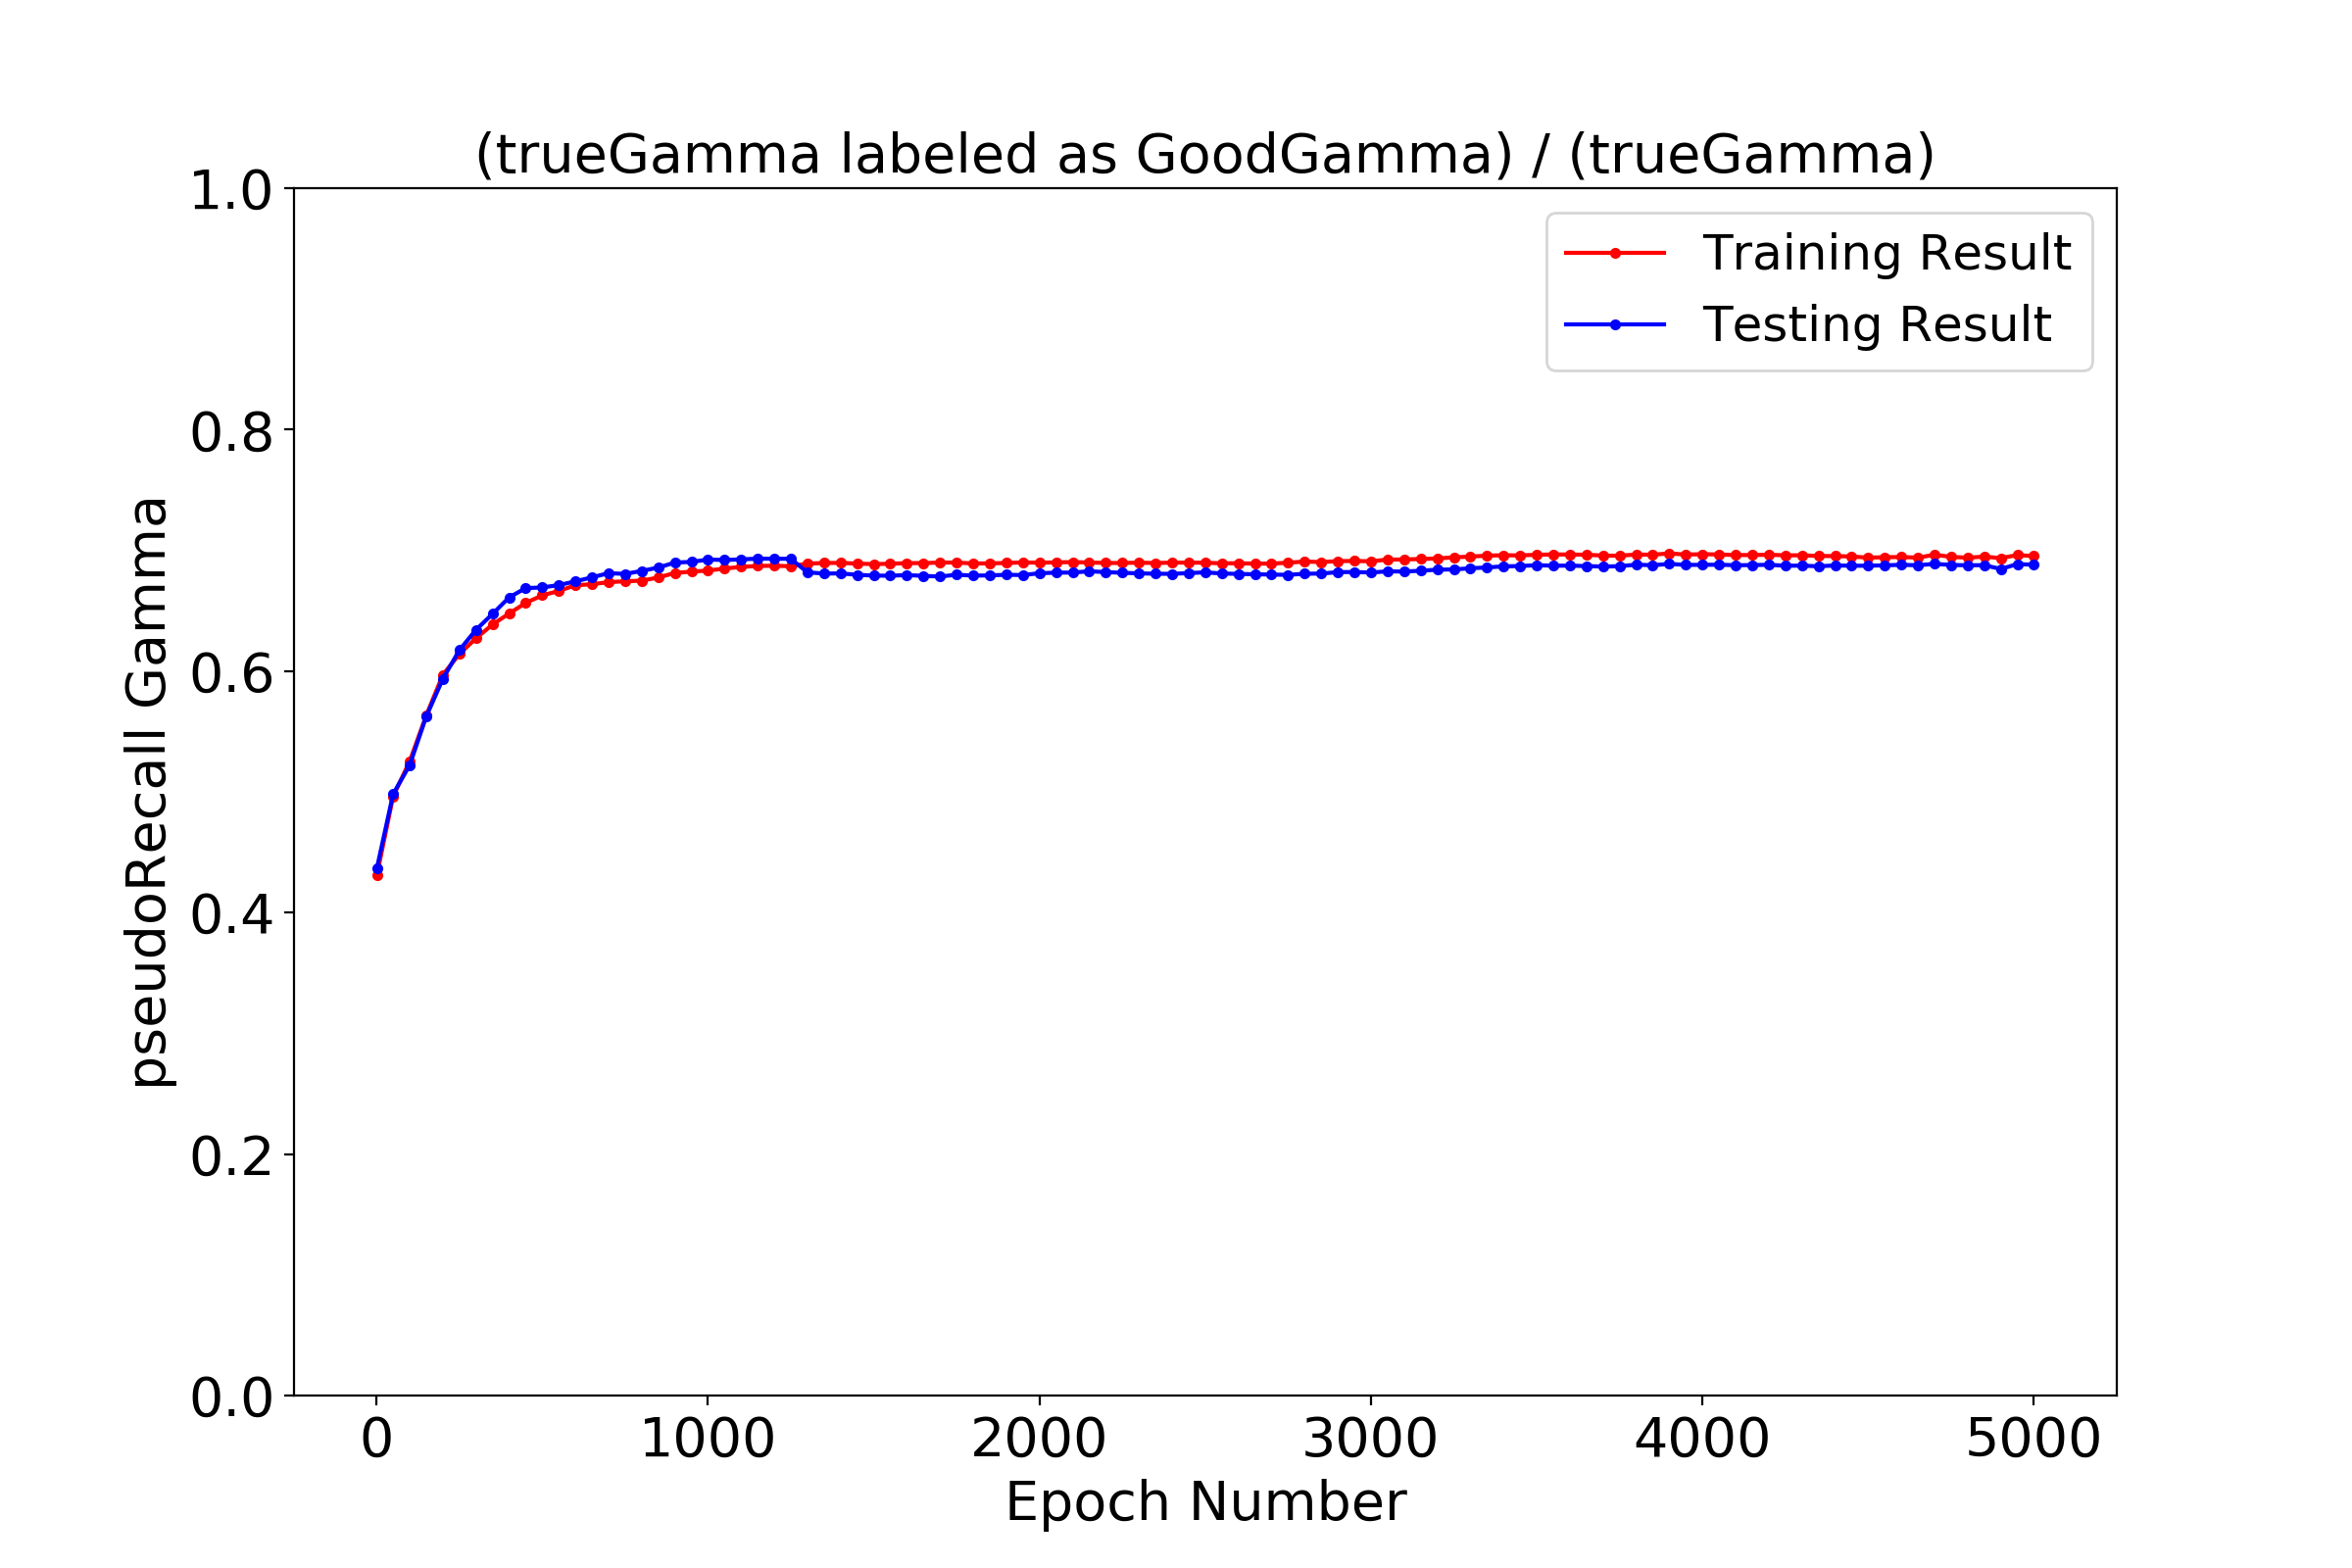 (trueGamma labeled as GoodGamma) / (trueGamma)
1.0
Training Result
Testing Result
0.8
0.6
0.4
0.2
0.0
pseudoRecall Gamma
0 1000 2000 3000 4000 5000
Epoch Number